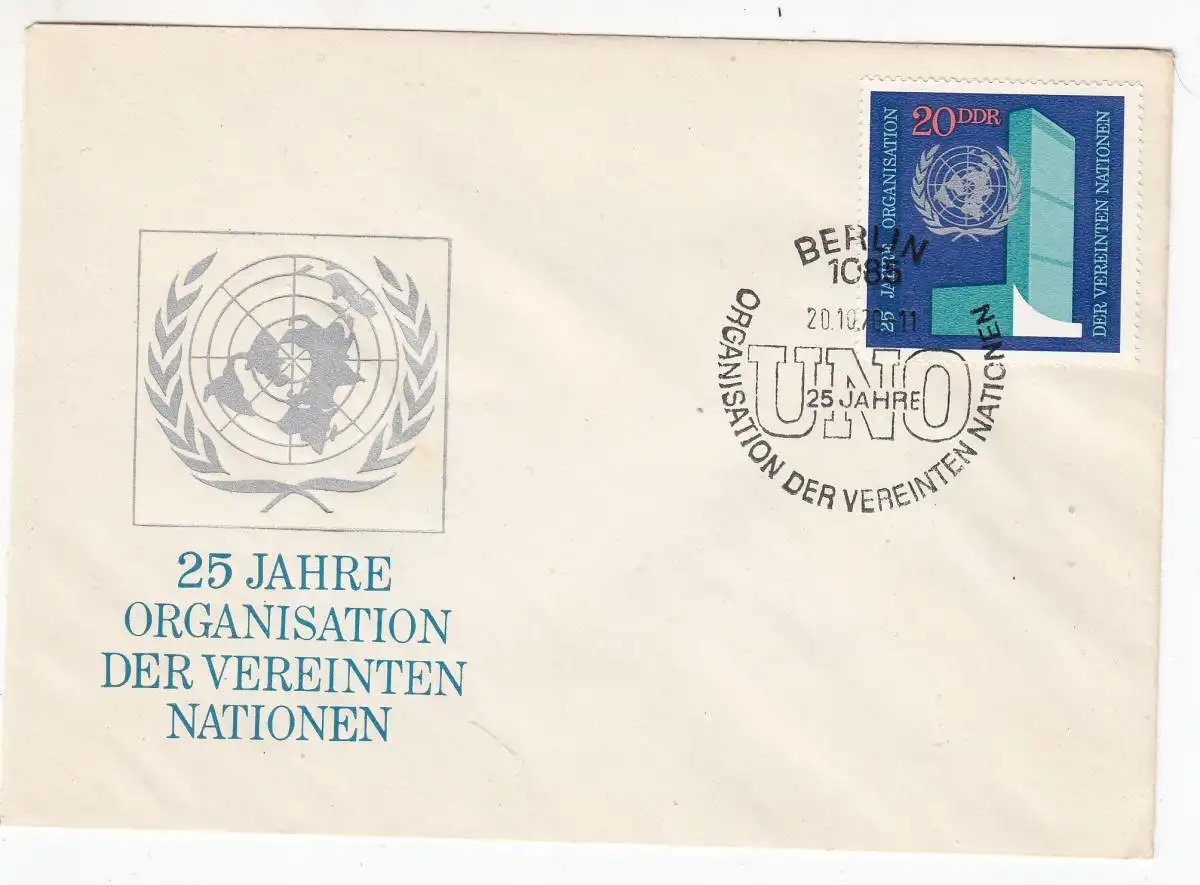 20 DDR
25 JAHRE ORGANISATION
DER VEREINTEN NATIONEN
BERLIN
1085
20.10.70-11
UNO
25 JAHRE
ORGANISATION DER VEREINTEN NATIONEN
25 JAHRE
ORGANISATION
DER VEREINTEN
NATIONEN